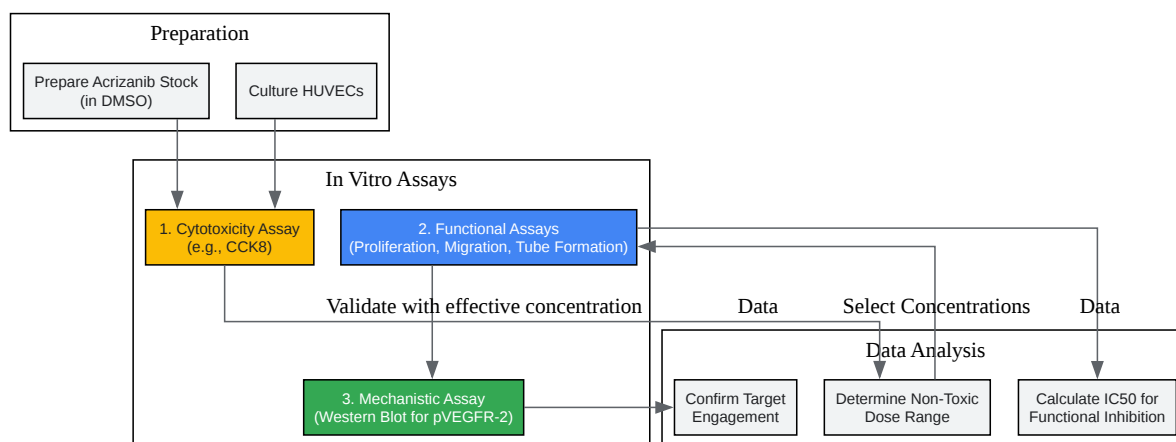 Preparation
Prepare Acrizanib Stock
(in DMSO)
Culture HUVECs
In Vitro Assays
1. Cytotoxicity Assay
(e.g., CCK8)
2. Functional Assays
(Proliferation, Migration, Tube Formation)
Validate with effective concentration
Data
Select Concentrations
Data
Data Analysis
3. Mechanistic Assay
(Western Blot for pVEGFR-2)
Confirm Target
Engagement
Determine Non-Toxic
Dose Range
Calculate IC50 for
Functional Inhibition